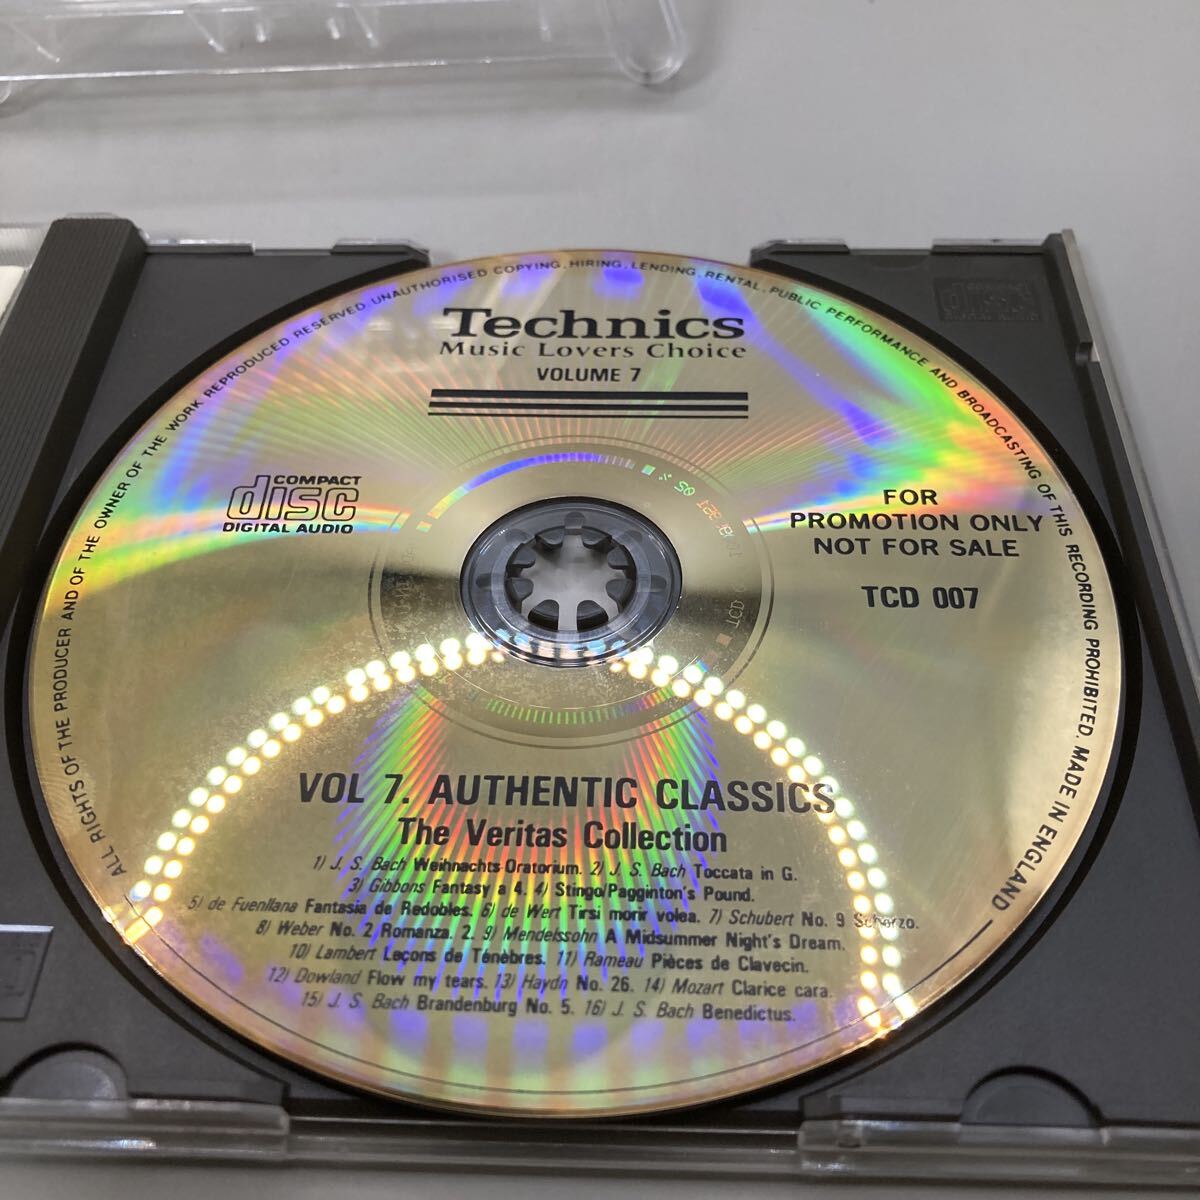 ALL RIGHTS OF THE PRODUCER AND OF THE OWNER OF THE WORK REPRODUCED RESERVED. UNAUTHORISED COPYING, HIRING, LENDING, RENTAL, PUBLIC PERFORMANCE AND BROADCASTING OF THIS RECORDING PROHIBITED. MADE IN ENGLAND
Technics
Music Lovers Choice
VOLUME 7
COMPACT
disc
DIGITAL AUDIO
FOR
PROMOTION ONLY
NOT FOR SALE
TCD 007
VOL 7. AUTHENTIC CLASSICS
The Veritas Collection
1) J. S. Bach Weihnachts-Oratorium. 2) J. S. Bach Toccata in G.
3) Gibbons Fantasy a 4. 4) Stingo/Pagginton's Pound.
5) de Fuenllana Fantasia de Redobles. 6) de Wert Tirsi morir volea. 7) Schubert No. 9 Scherzo.
8) Weber No. 2 Romanza. 2. 9) Mendelssohn A Midsummer Night's Dream.
10) Lambert Leçons de Ténèbres. 11) Rameau Pièces de Clavecin.
12) Dowland Flow my tears. 13) Haydn No. 26. 14) Mozart Clarice cara.
15) J. S. Bach Brandenburg No. 5. 16) J. S. Bach Benedictus.